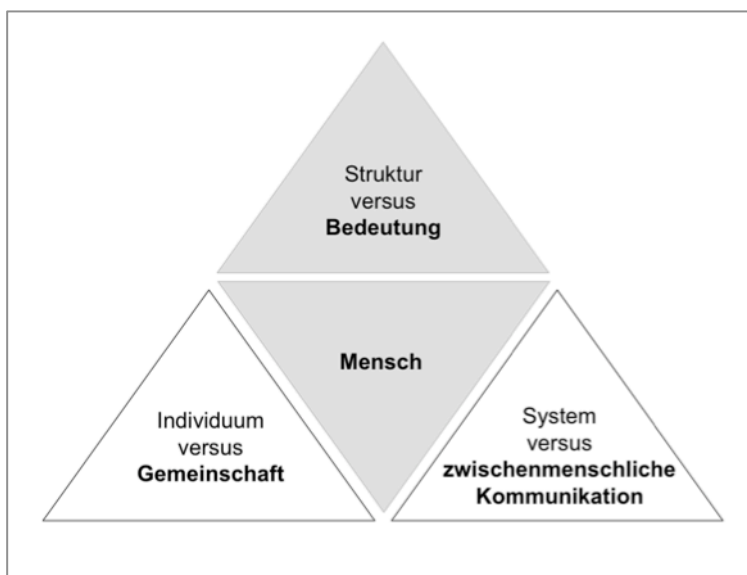 Struktur
versus
Bedeutung
Mensch
Individuum
versus
Gemeinschaft
System
versus
zwischenmenschliche
Kommunikation